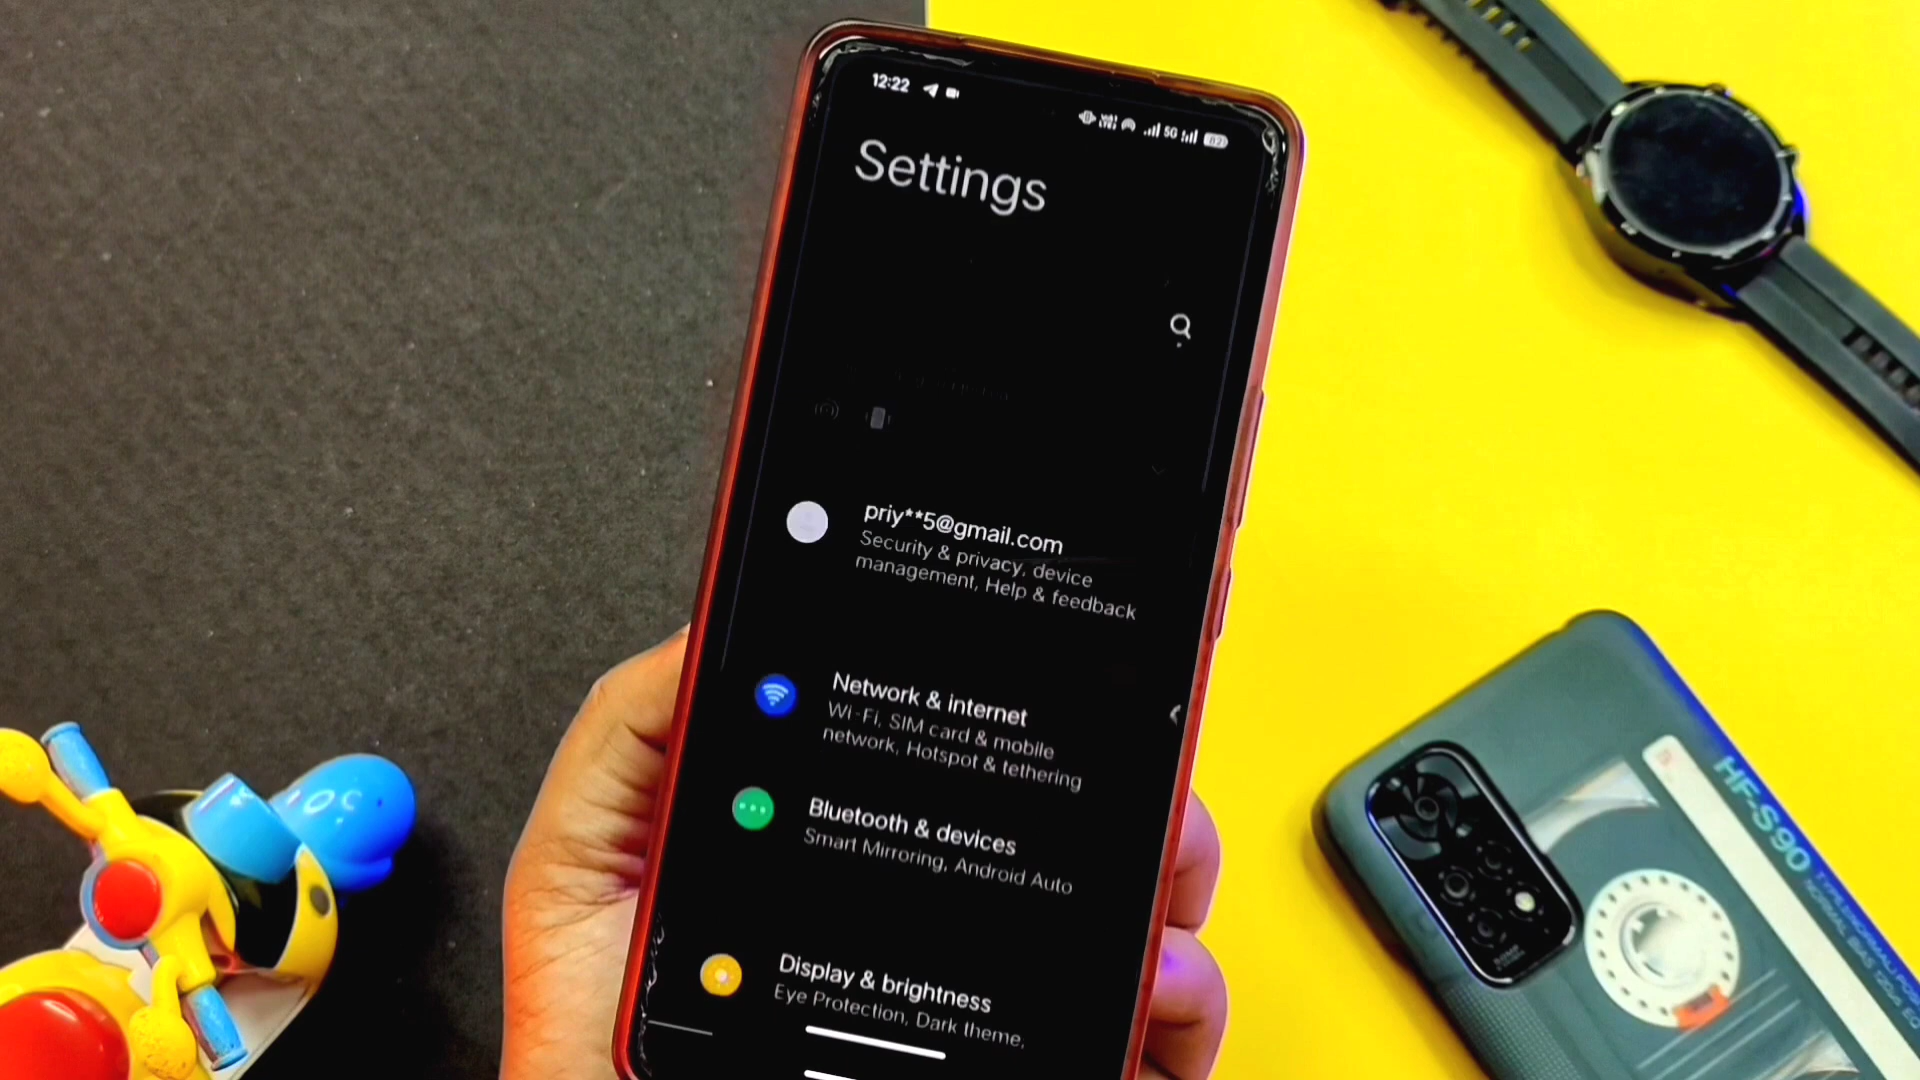 12:22
5G
Settings
priy**5@gmail.com
Security & privacy, device
management, Help & feedback
Network & internet
Wi-Fi, SIM card & mobile
network, Hotspot & tethering
Bluetooth & devices
Smart Mirroring, Android Auto
Display & brightness
Eye Protection, Dark theme,
HF-S90